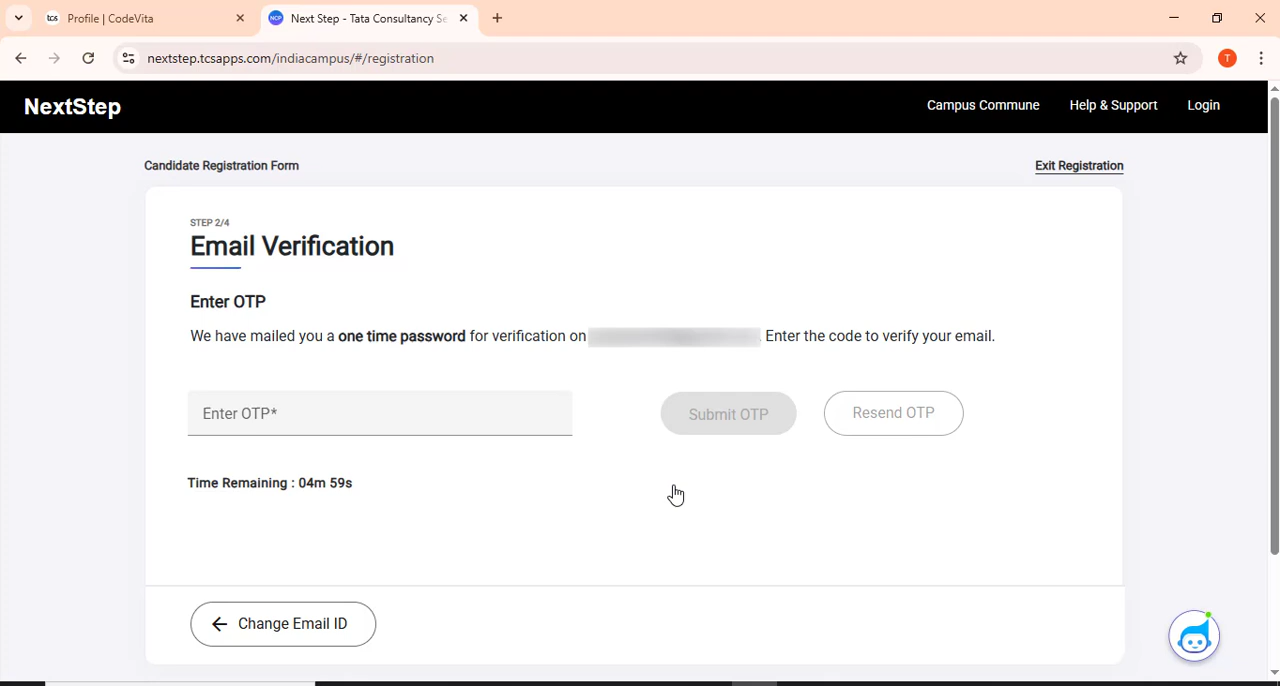 Profile | CodeVita
NCP
Next Step - Tata Consultancy Se
nextstep.tcsapps.com/indiacampus/#/registration
T
NextStep
Campus Commune
Help & Support
Login
Candidate Registration Form
Exit Registration
STEP 2/4
Email Verification
Enter OTP
We have mailed you a one time password for verification on
. Enter the code to verify your email.
Enter OTP*
Submit OTP
Resend OTP
Time Remaining : 04m 59s
Change Email ID